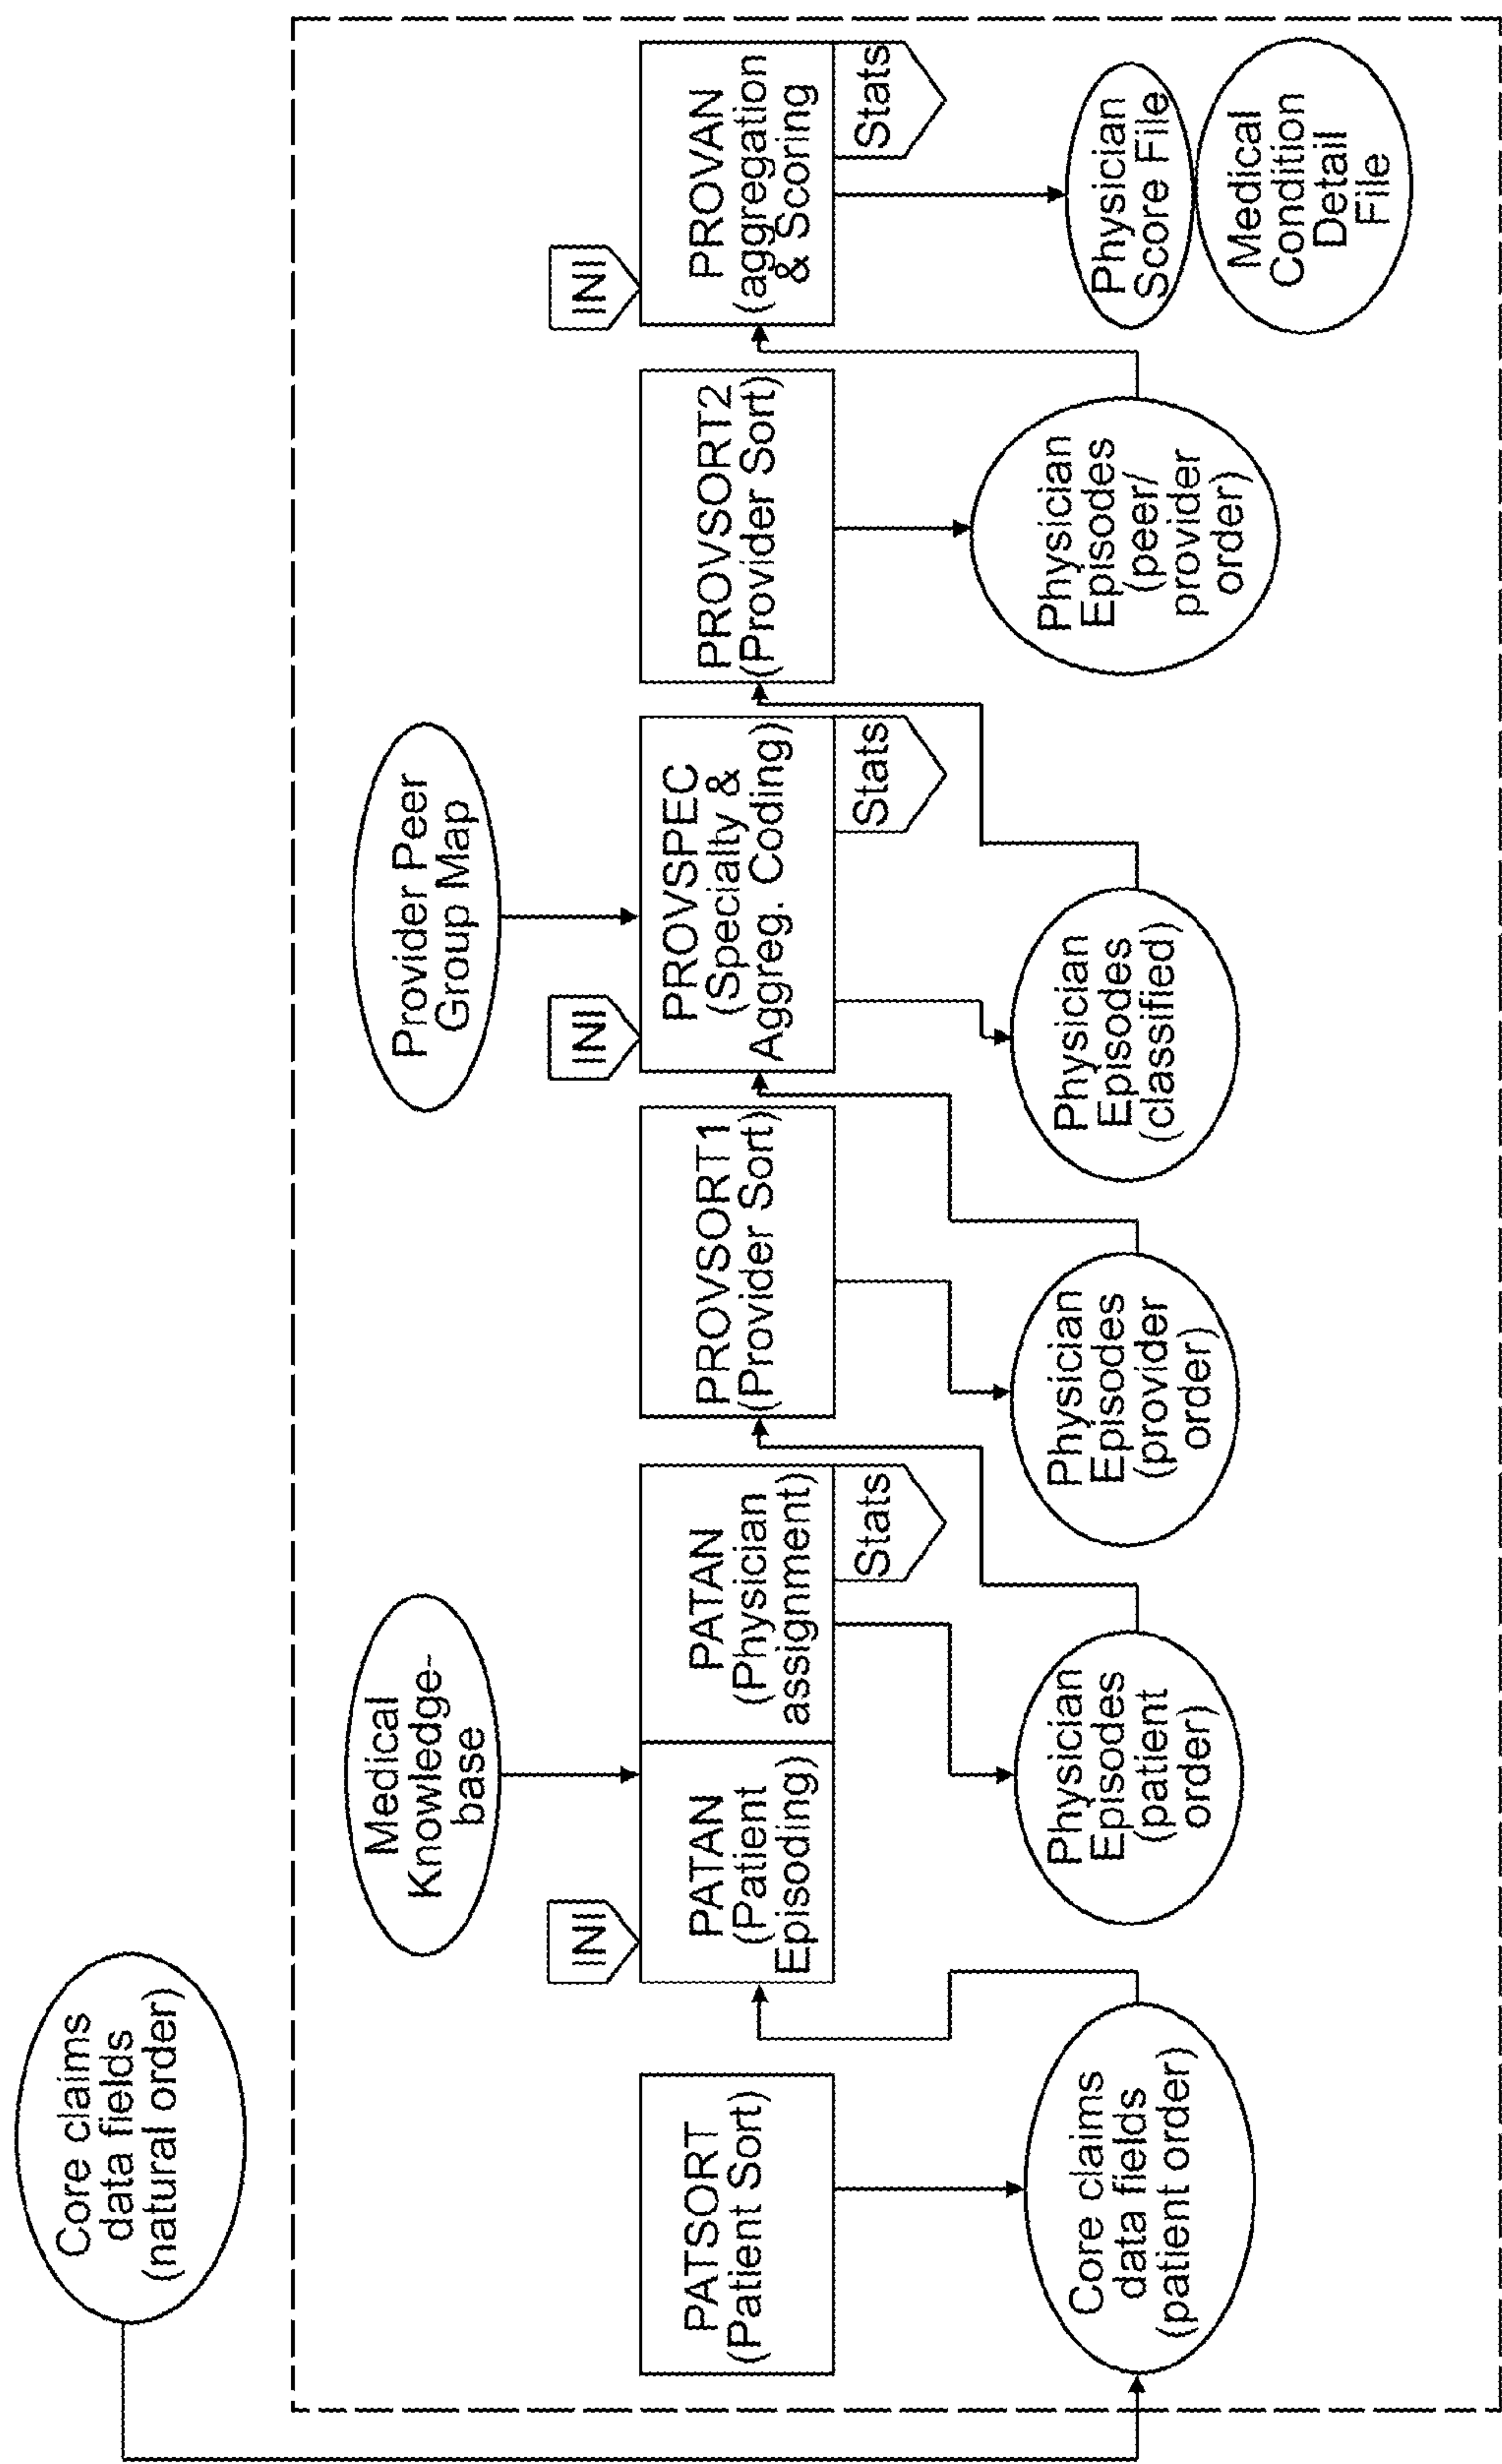 Core claims
data fields
(natural order)
Medical
Knowledge-
base
Provider Peer
Group Map
INI
INI
INI
PATSORT
(Patient Sort)
PATAN
(Patient
Episoding)
PATAN
(Physician
assignment)
PROVSORT1
(Provider Sort)
PROVSPEC
(Specialty &
Aggreg. Coding)
PROVSORT2
(Provider Sort)
PROVAN
(aggregation
& Scoring
Stats
Stats
Stats
Core claims
data fields
(patient order)
Physician
Episodes
(patient
order)
Physician
Episodes
(provider
order)
Physician
Episodes
(classified)
Physician
Episodes
(peer/
provider
order)
Physician
Score File
Medical
Condition
Detail
File